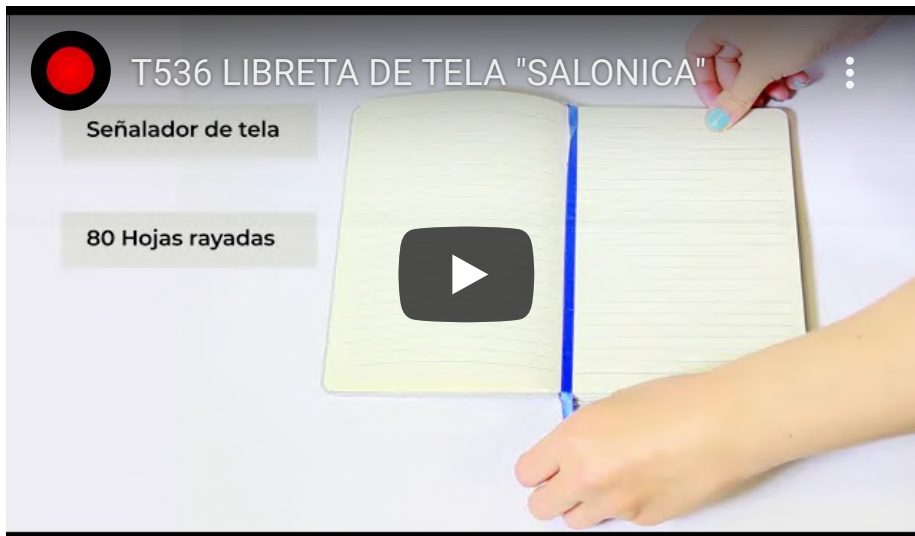 T536 LIBRETA DE TELA "SALONICA"
Señalador de tela
80 Hojas rayadas